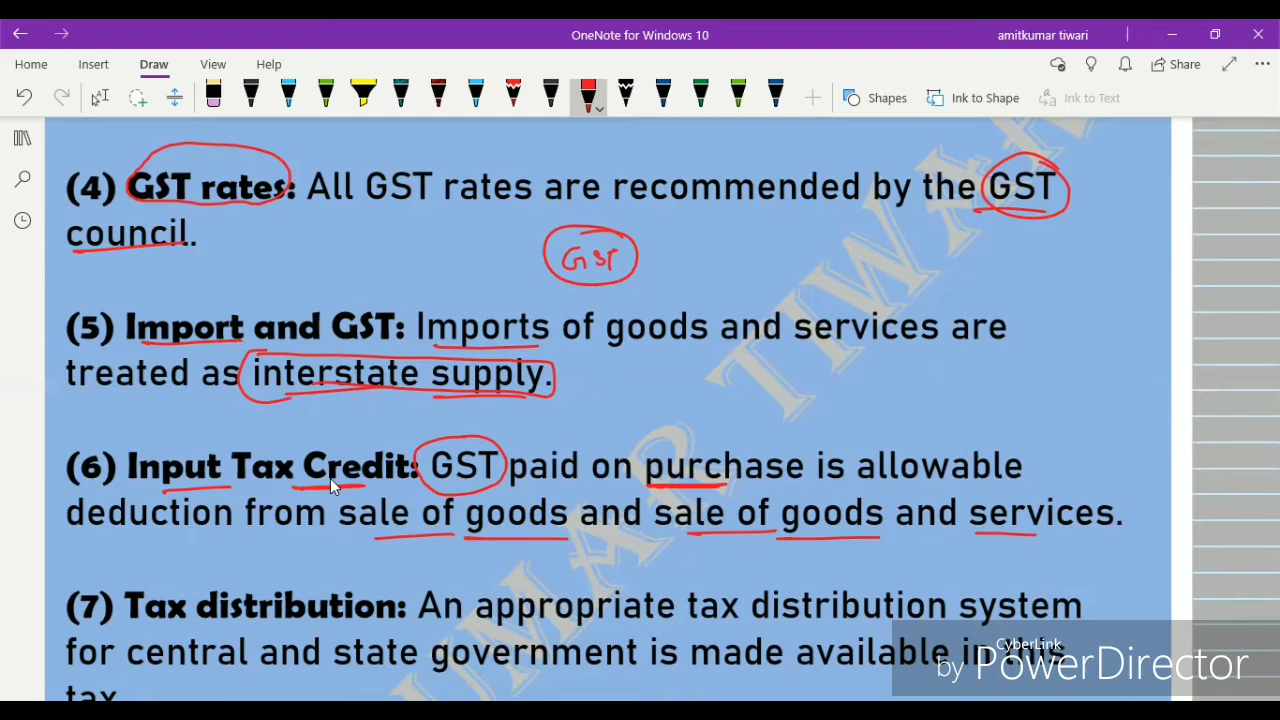 OneNote for Windows 10
amitkumar tiwari
Home Insert Draw View Help
Share
Shapes Ink to Shape Ink to Text
(4) GST rates: All GST rates are recommended by the GST
council.
GST
(5) Import and GST: Imports of goods and services are
treated as interstate supply.
(6) Input Tax Credit: GST paid on purchase is allowable
deduction from sale of goods and sale of goods and services.
(7) Tax distribution: An appropriate tax distribution system
for central and state government is made available in this
tax.
UMAR TIWARI
CyberLink
by PowerDirector